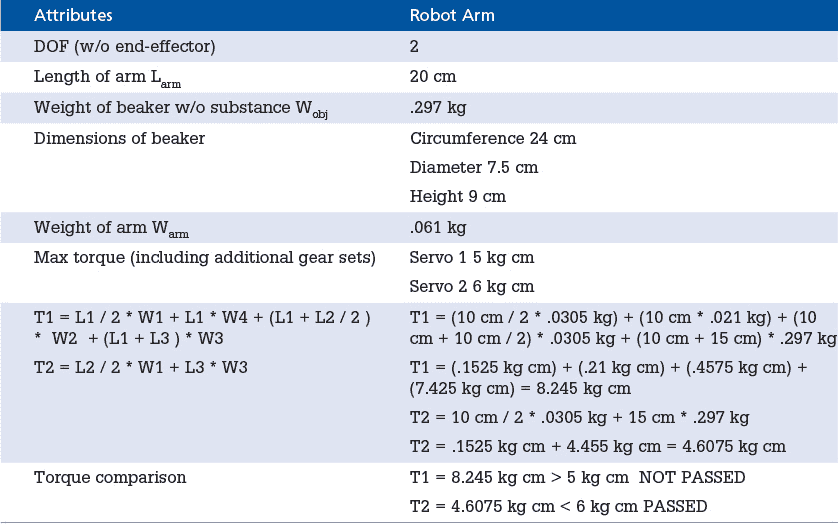 Attributes Robot Arm
DOF (w/o end-effector) 2
Length of arm Larm 20 cm
Weight of beaker w/o substance Wobj .297 kg
Dimensions of beaker Circumference 24 cm
Diameter 7.5 cm
Height 9 cm
Weight of arm Warm .061 kg
Max torque (including additional gear sets) Servo 1 5 kg cm
Servo 2 6 kg cm
T1 = L1 / 2 * W1 + L1 * W4 + (L1 + L2 / 2 ) T1 = (10 cm / 2 * .0305 kg) + (10 cm * .021 kg) + (10
* W2 + (L1 + L3 ) * W3 cm + 10 cm / 2) * .0305 kg + (10 cm + 15 cm) * .297 kg
T2 = L2 / 2 * W1 + L3 * W3 T1 = (.1525 kg cm) + (.21 kg cm) + (.4575 kg cm) +
(7.425 kg cm) = 8.245 kg cm
T2 = 10 cm / 2 * .0305 kg + 15 cm * .297 kg
T2 = .1525 kg cm + 4.455 kg cm = 4.6075 kg cm
Torque comparison T1 = 8.245 kg cm > 5 kg cm NOT PASSED
T2 = 4.6075 kg cm < 6 kg cm PASSED